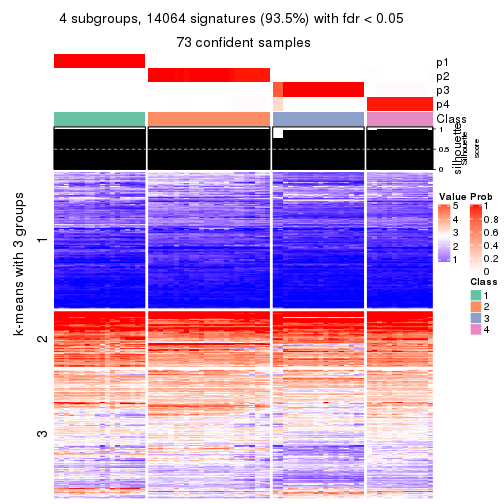 4 subgroups, 14064 signatures (93.5%) with fdr < 0.05
73 confident samples
p1
p2
p3
p4
Class
silhouette
Silhouette
score
1
0.5
0
k-means with 3 groups
1
2
3
Value
5
4
3
2
1
Prob
1
0.8
0.6
0.4
0.2
0
Class
1
2
3
4